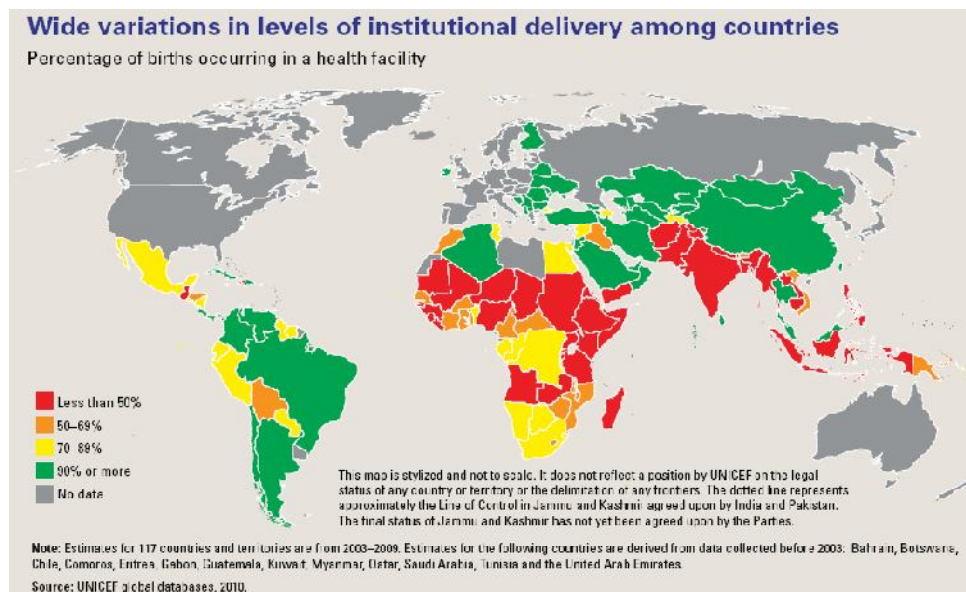 Wide variations in levels of institutional delivery among countries
Percentage of births occurring in a health facility
Less than 50%
50–69%
70–89%
90% or more
No data
This map is stylized and not to scale. It does not reflect a position by UNICEF on the legal
status of any country or territory or the delimitation of any frontiers. The dotted line represents
approximately the Line of Control in Jammu and Kashmir agreed upon by India and Pakistan.
The final status of Jammu and Kashmir has not yet been agreed upon by the Parties.
Note: Estimates for 117 countries and territories are from 2003–2009. Estimates for the following countries are derived from data collected before 2003: Bahrain, Botswana,
Chile, Comoros, Eritrea, Gabon, Guatemala, Kuwait, Myanmar, Qatar, Saudi Arabia, Tunisia and the United Arab Emirates.
Source: UNICEF global databases, 2010.